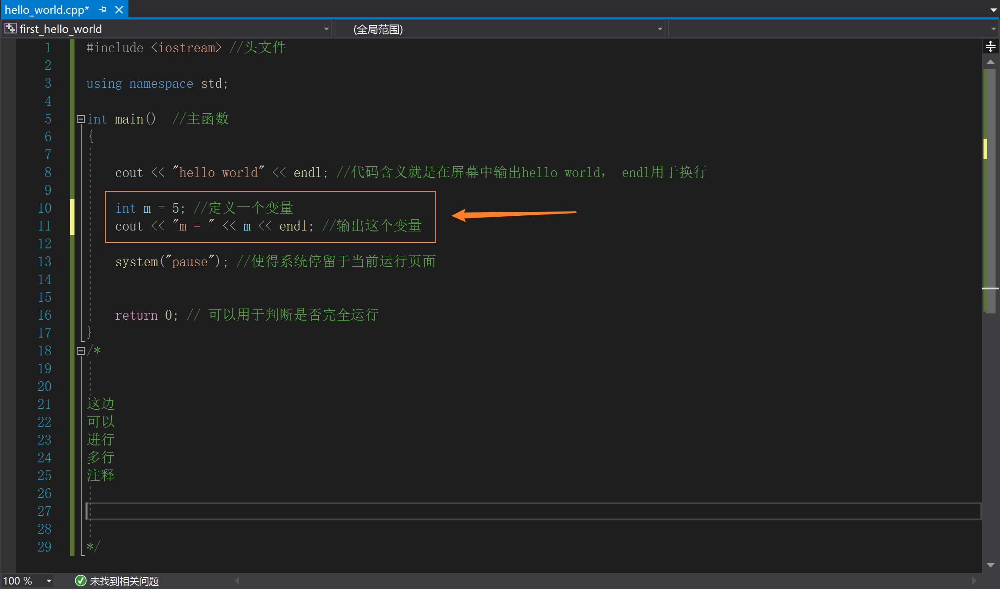 hello_world.cpp*
first_hello_world
(全局范围)
1 #include <iostream> //头文件
2
3 using namespace std;
4
5 int main()  //主函数
6 {
7
8 cout << "hello world" << endl; //代码含义就是在屏幕中输出hello world， endl用于换行
9
10 int m = 5; //定义一个变量
11 cout << "m = " << m << endl; //输出这个变量
12
13 system("pause"); //使得系统停留于当前运行页面
14
15
16 return 0; // 可以用于判断是否完全运行
17 }
18 /*
19
20
21 这边
22 可以
23 进行
24 多行
25 注释
26
27
28
29 */
100 %
未找到相关问题